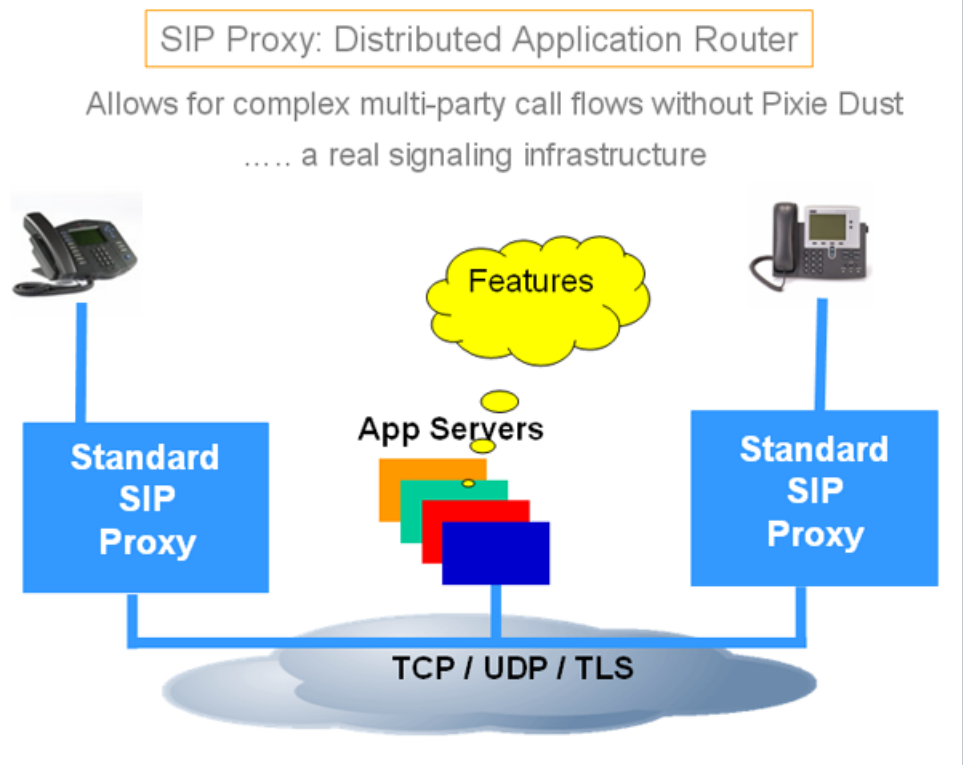 SIP Proxy: Distributed Application Router
Allows for complex multi-party call flows without Pixie Dust
..... a real signaling infrastructure
Features
App Servers
Standard
SIP
Proxy
Standard
SIP
Proxy
TCP / UDP / TLS